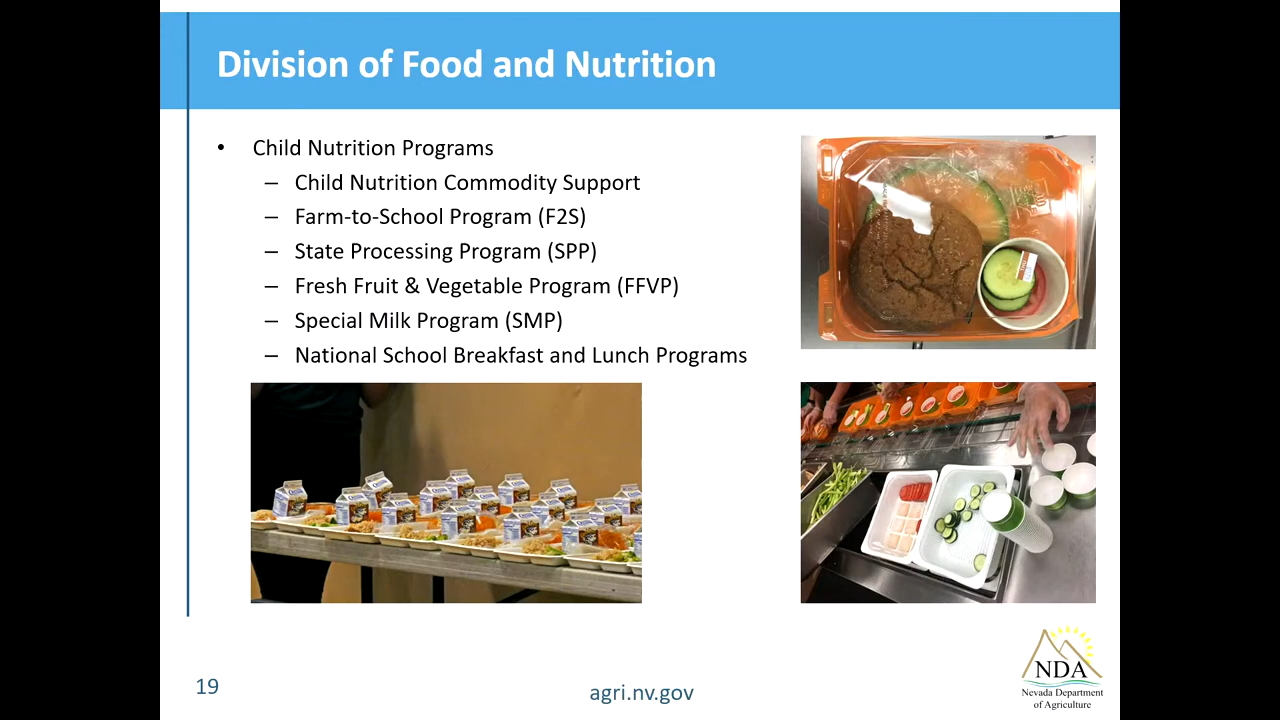 Division of Food and Nutrition
• Child Nutrition Programs
– Child Nutrition Commodity Support
– Farm-to-School Program (F2S)
– State Processing Program (SPP)
– Fresh Fruit & Vegetable Program (FFVP)
– Special Milk Program (SMP)
– National School Breakfast and Lunch Programs
19
agri.nv.gov
NDA
Nevada Department
of Agriculture